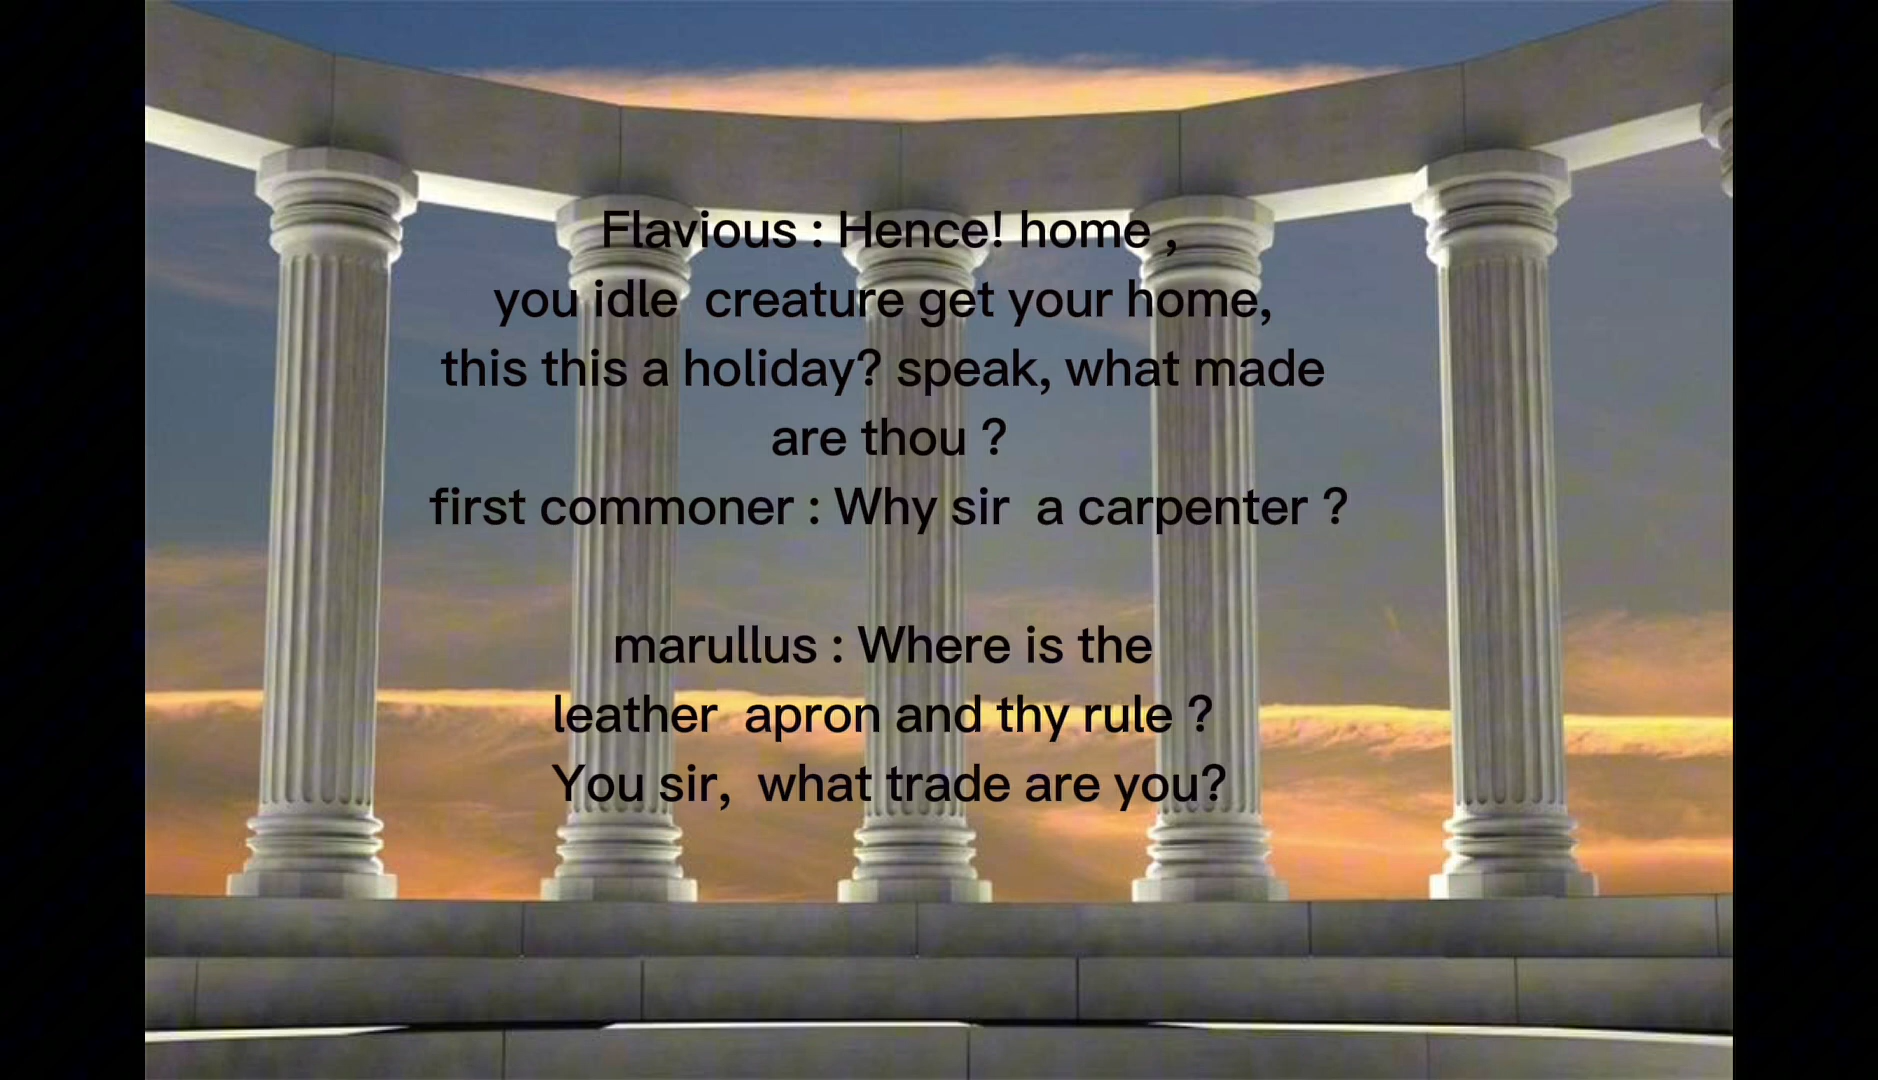 Flavious : Hence! home ,
you idle creature get your home,
this this a holiday? speak, what made
are thou ?
first commoner : Why sir a carpenter ?
marullus : Where is the
leather apron and thy rule ?
You sir, what trade are you?